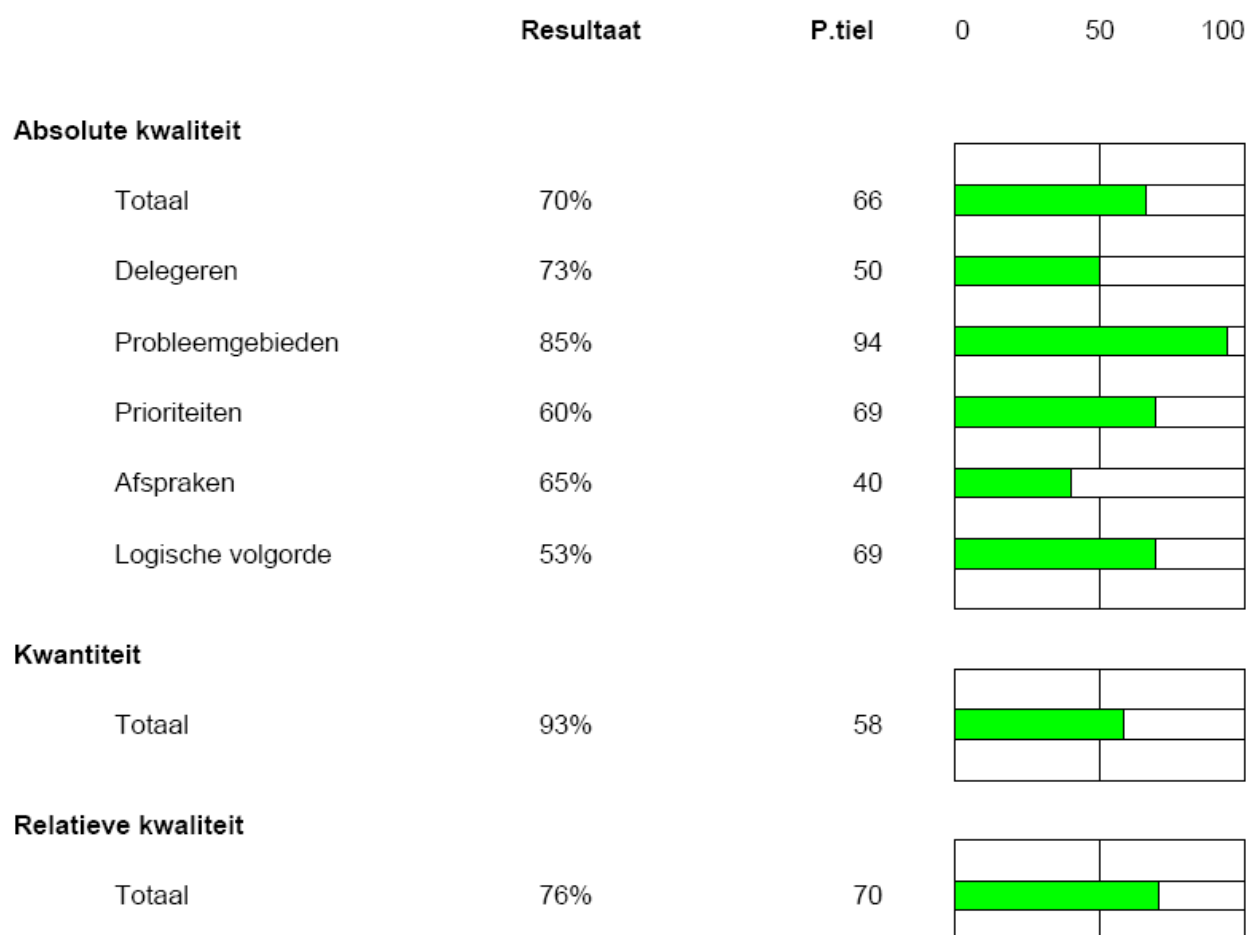 Resultaat P.tiel 0 50 100
Absolute kwaliteit
Totaal 70% 66
Delegeren 73% 50
Probleemgebieden 85% 94
Prioriteiten 60% 69
Afspraken 65% 40
Logische volgorde 53% 69
Kwantiteit
Totaal 93% 58
Relatieve kwaliteit
Totaal 76% 70